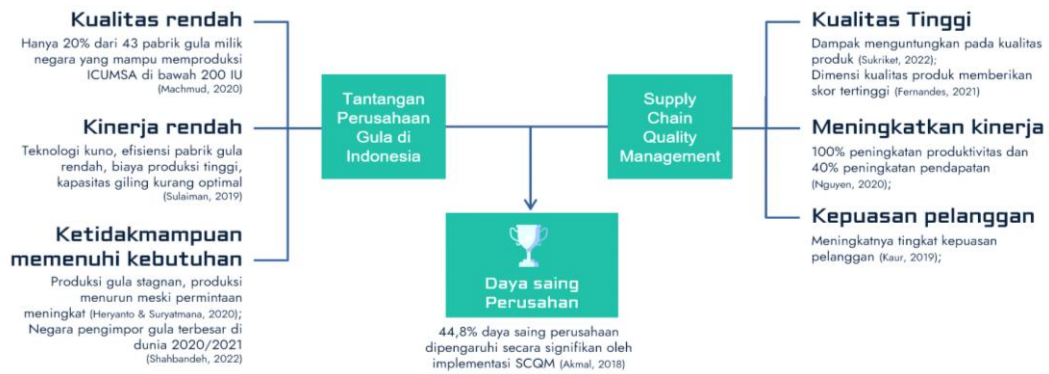 Kualitas rendah
Hanya 20% dari 43 pabrik gula milik
negara yang mampu memproduksi
ICUMSA di bawah 200 IU
(Machmud, 2020)
Kinerja rendah
Teknologi kuno, efisiensi pabrik gula
rendah, biaya produksi tinggi,
kapasitas giling kurang optimal
(Sulaiman, 2019)
Ketidakmampuan
memenuhi kebutuhan
Produksi gula stagnan, produksi
menurun meski permintaan
meningkat (Heryanto & Suryatmana, 2020);
Negara pengimpor gula terbesar di
dunia 2020/2021
(Shahbandeh, 2022)
Tantangan
Perusahaan
Gula di
Indonesia
Supply
Chain
Quality
Management
Daya saing
Perusahan
44,8% daya saing perusahaan
dipengaruhi secara signifikan oleh
implementasi SCQM (Akmal, 2018)
Kualitas Tinggi
Dampak menguntungkan pada kualitas
produk (Sukriket, 2022);
Dimensi kualitas produk memberikan
skor tertinggi (Fernandes, 2021)
Meningkatkan kinerja
100% peningkatan produktivitas dan
40% peningkatan pendapatan
(Nguyen, 2020);
Kepuasan pelanggan
Meningkatnya tingkat kepuasan
pelanggan (Kaur, 2019);